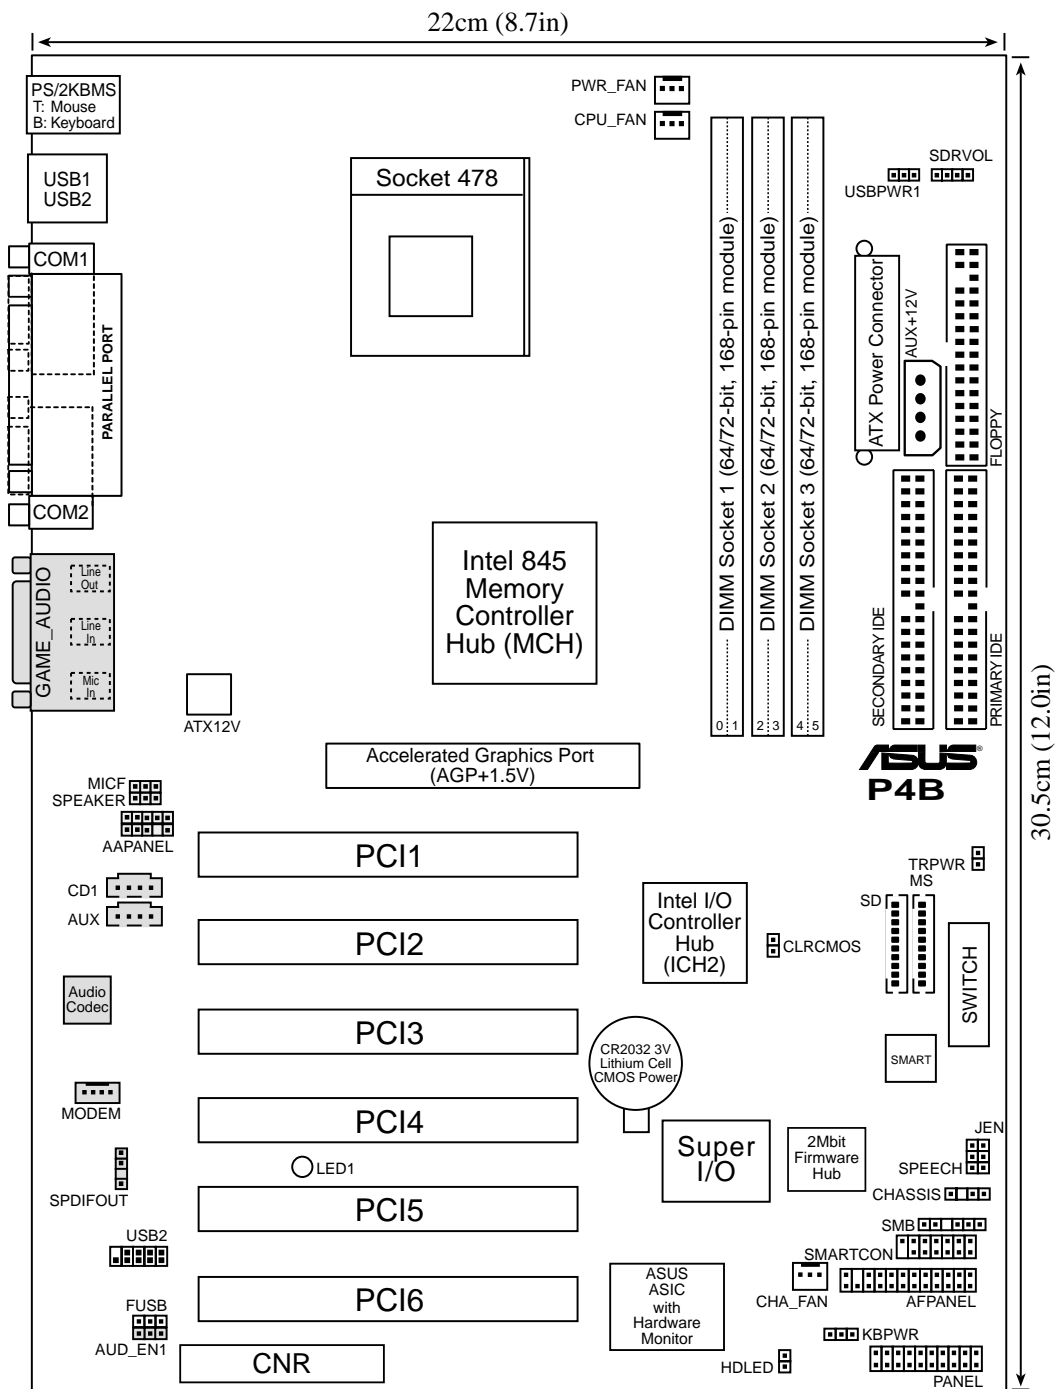 22cm (8.7in)
PS/2KBMS
T: Mouse
B: Keyboard
PWR_FAN
CPU_FAN
USB1
USB2
Socket 478
SDRVOL
USBPWR1
COM1
PARALLEL PORT
COM2
DIMM Socket 1 (64/72-bit, 168-pin module)
DIMM Socket 2 (64/72-bit, 168-pin module)
DIMM Socket 3 (64/72-bit, 168-pin module)
0 1
2 3
4 5
ATX Power Connector
AUX+12V
FLOPPY
SECONDARY IDE
PRIMARY IDE
Intel 845
Memory
Controller
Hub (MCH)
GAME_AUDIO
Line
Out
Line
In
Mic
In
ATX12V
30.5cm (12.0in)
Accelerated Graphics Port
(AGP+1.5V)
ASUS®
P4B
MICF
SPEAKER
AAPANEL
PCI1
CD1
AUX
PCI2
Intel I/O
Controller
Hub
(ICH2)
CLRCMOS
TRPWR
MS
SD
SWITCH
Audio
Codec
PCI3
CR2032 3V
Lithium Cell
CMOS Power
SMART
MODEM
PCI4
Super
I/O
2Mbit
Firmware
Hub
JEN
SPEECH
LED1
CHASSIS
SPDIFOUT
PCI5
SMB
SMARTCON
USB2
ASUS
ASIC
with
Hardware
Monitor
CHA_FAN
AFPANEL
PCI6
FUSB
AUD_EN1
KBPWR
CNR
HDLED
PANEL